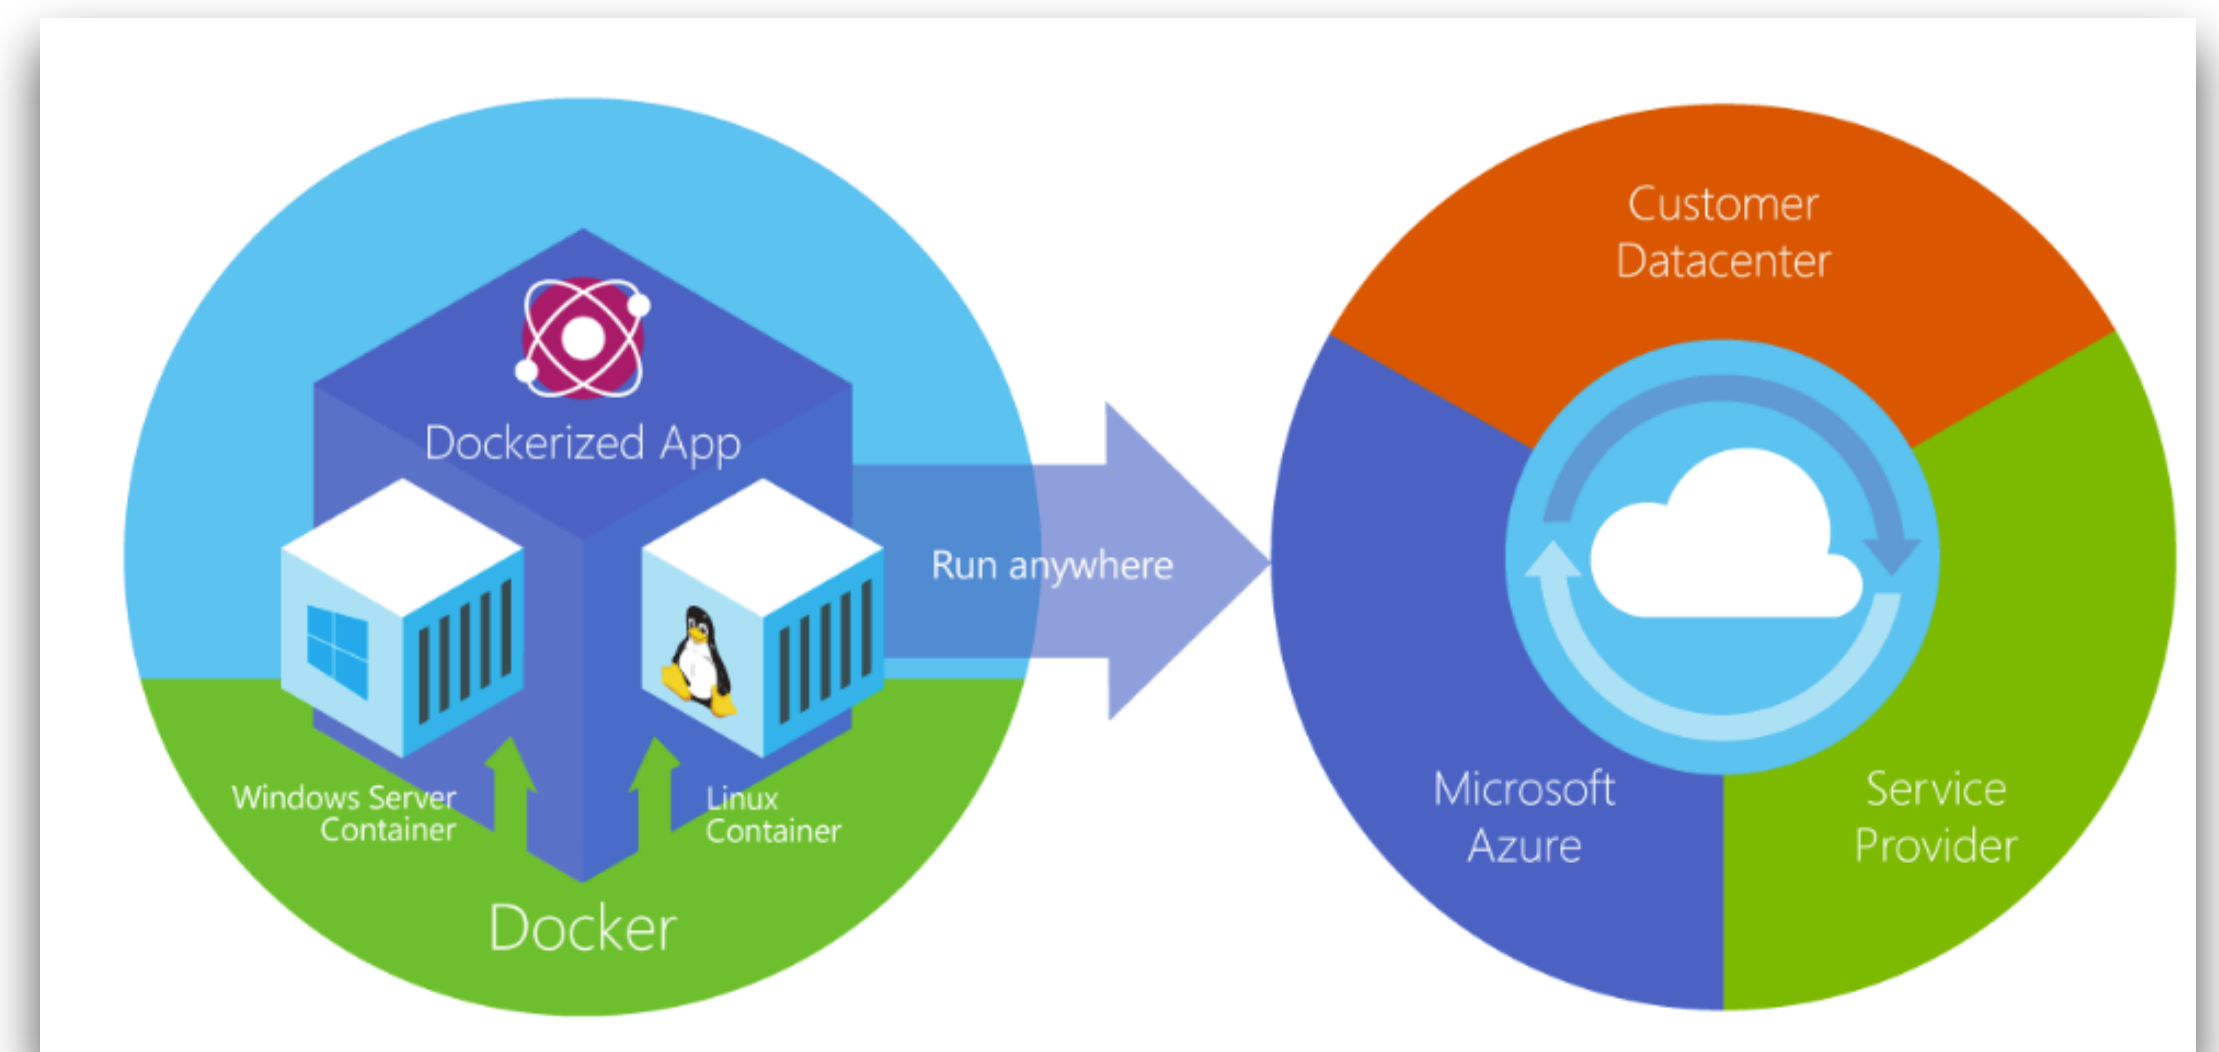 Dockerized App
Windows Server
Container
Linux
Container
Docker
Run anywhere
Customer
Datacenter
Microsoft
Azure
Service
Provider